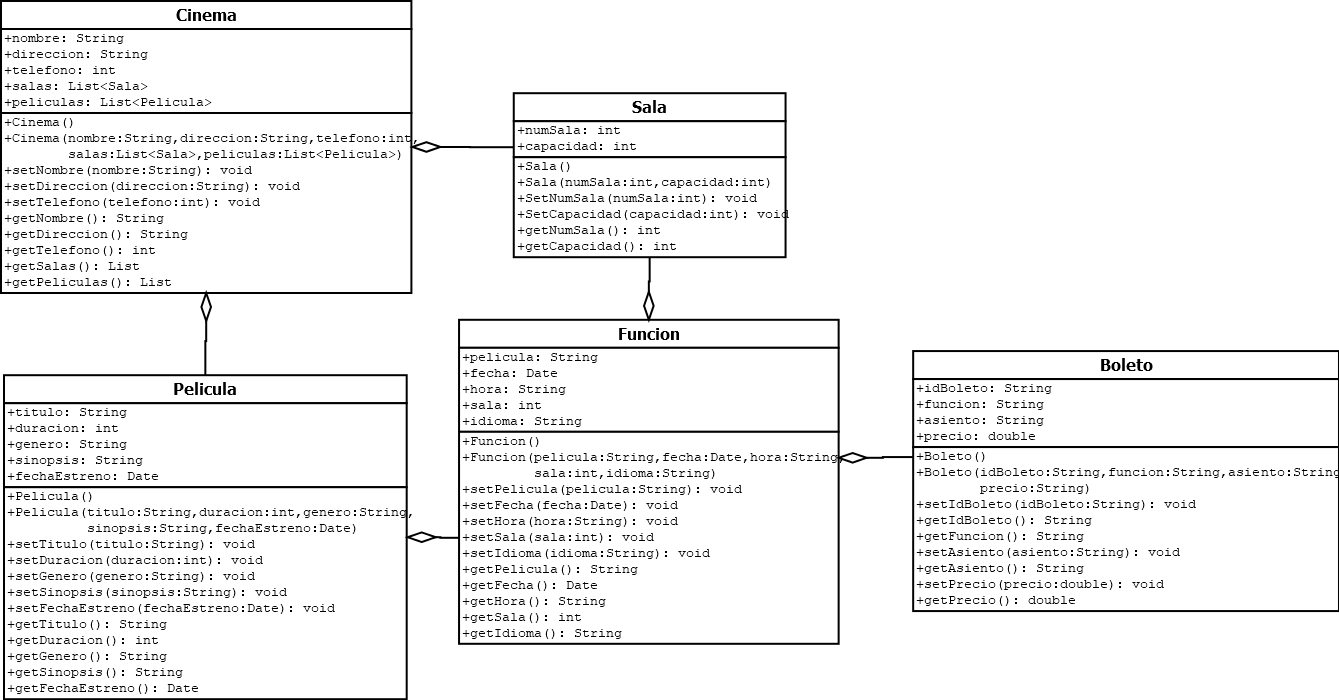 Cinema
+nombre: String
+direccion: String
+telefono: int
+salas: List<Sala>
+peliculas: List<Pelicula>
+Cinema()
+Cinema(nombre:String,direccion:String,telefono:int,
salas:List<Sala>,peliculas:List<Pelicula>)
+setNombre(nombre:String): void
+setDireccion(direccion:String): void
+setTelefono(telefono:int): void
+getNombre(): String
+getDireccion(): String
+getTelefono(): int
+getSalas(): List
+getPeliculas(): List
Sala
+numSala: int
+capacidad: int
+Sala()
+Sala(numSala:int,capacidad:int)
+SetNumSala(numSala:int): void
+SetCapacidad(capacidad:int): void
+getNumSala(): int
+getCapacidad(): int
Pelicula
+titulo: String
+duracion: int
+genero: String
+sinopsis: String
+fechaEstreno: Date
+Pelicula()
+Pelicula(titulo:String,duracion:int,genero:String,
sinopsis:String,fechaEstreno:Date)
+setTitulo(titulo:String): void
+setDuracion(duracion:int): void
+setGenero(genero:String): void
+setSinopsis(sinopsis:String): void
+setFechaEstreno(fechaEstreno:Date): void
+getTitulo(): String
+getDuracion(): int
+getGenero(): String
+getSinopsis(): String
+getFechaEstreno(): Date
Funcion
+pelicula: String
+fecha: Date
+hora: String
+sala: int
+idioma: String
+Funcion()
+Funcion(pelicula:String,fecha:Date,hora:String,
sala:int,idioma:String)
+setPelicula(pelicula:String): void
+setFecha(fecha:Date): void
+setHora(hora:String): void
+setSala(sala:int): void
+setIdioma(idioma:String): void
+getPelicula(): String
+getFecha(): Date
+getHora(): String
+getSala(): int
+getIdioma(): String
Boleto
+idBoleto: String
+funcion: String
+asiento: String
+precio: double
+Boleto()
+Boleto(idBoleto:String,funcion:String,asiento:String
precio:String)
+setIdBoleto(idBoleto:String): void
+getIdBoleto(): String
+getFuncion(): String
+setAsiento(asiento:String): void
+getAsiento(): String
+setPrecio(precio:double): void
+getPrecio(): double